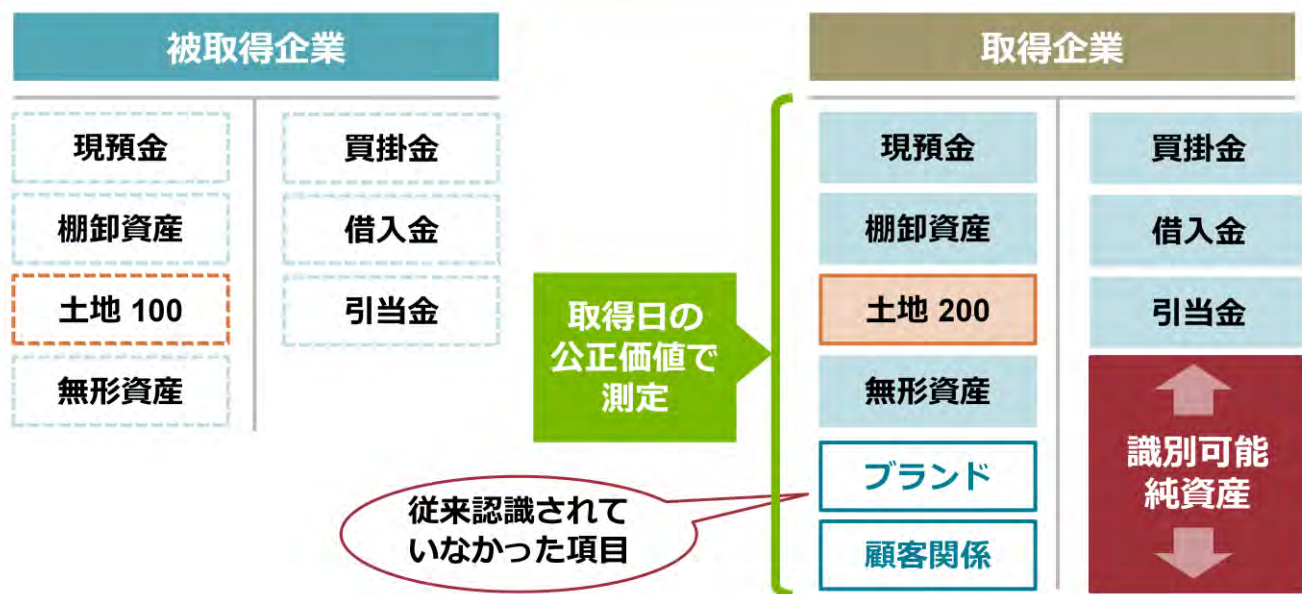 被取得企業
現預金
買掛金
棚卸資産
借入金
土地 100
引当金
無形資産
取得日の
公正価値で
測定
従来認識されて
いなかった項目
取得企業
現預金
買掛金
棚卸資産
借入金
土地 200
引当金
無形資産
ブランド
顧客関係
識別可能
純資産